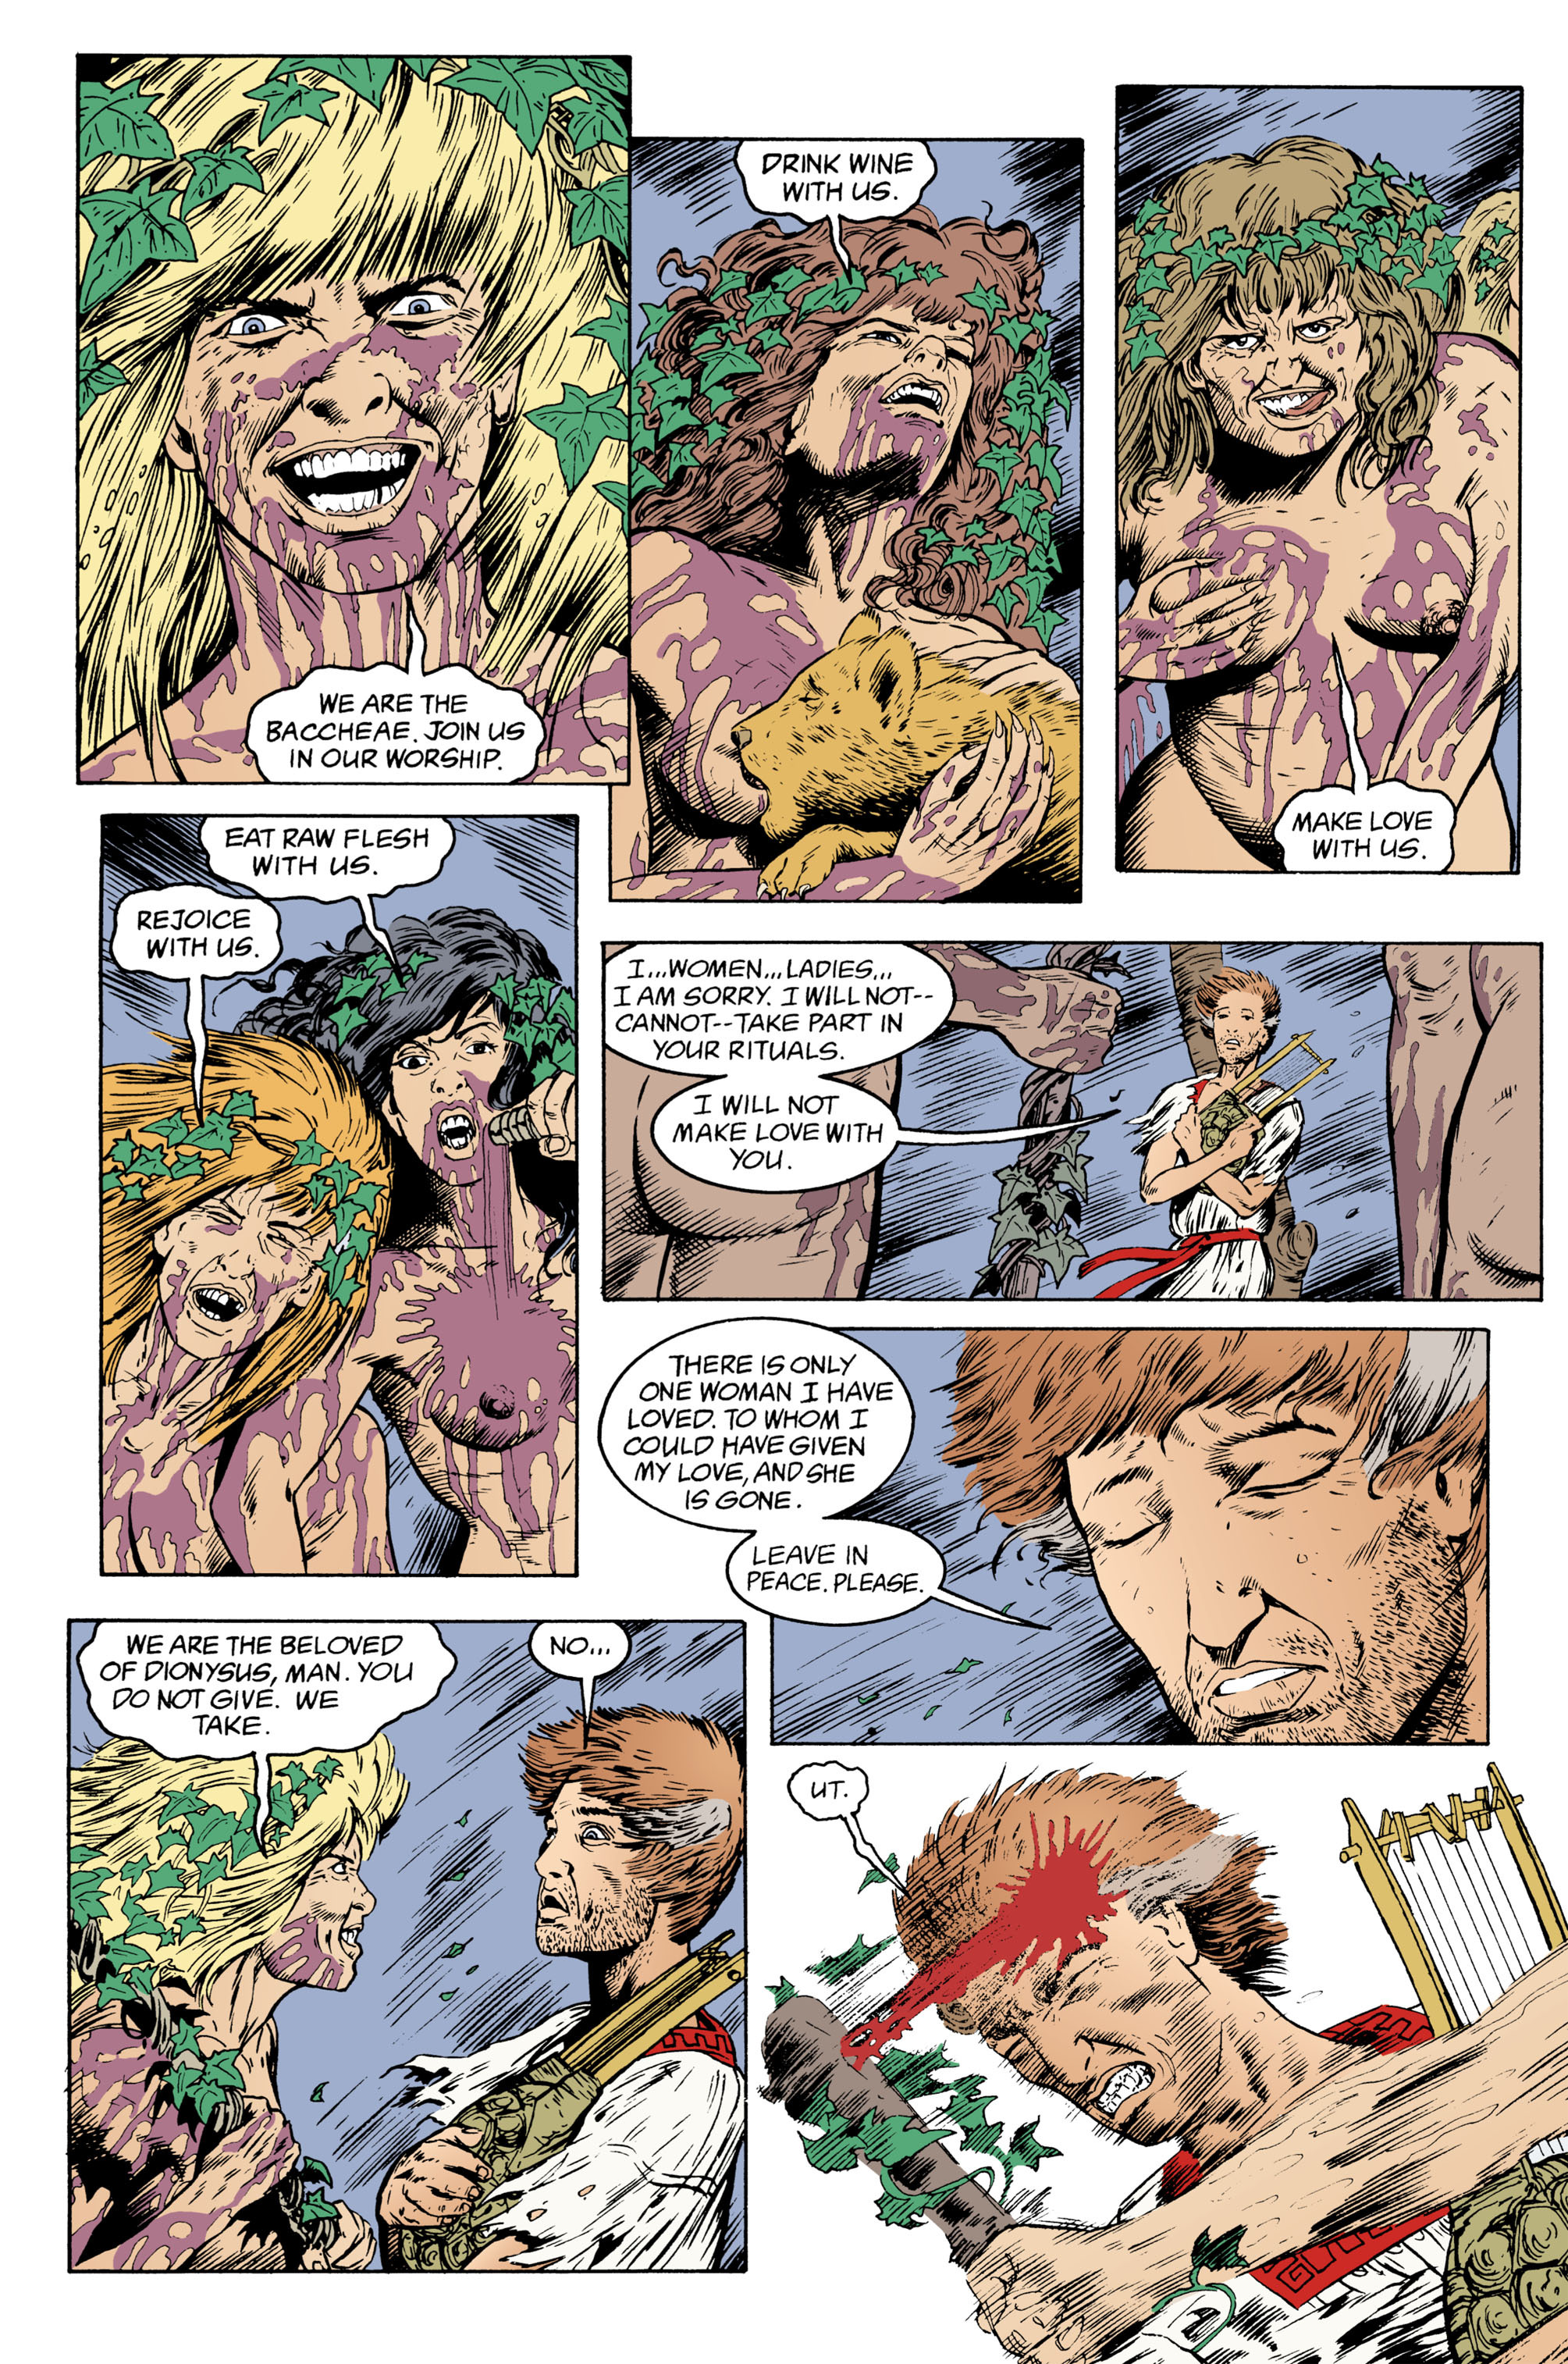 WE ARE THE
BACCHEAE. JOIN US
IN OUR WORSHIP.
DRINK WINE
WITH US.
MAKE LOVE
WITH US.
EAT RAW FLESH
WITH US.
REJOICE
WITH US.
I...WOMEN...LADIES...
I AM SORRY. I WILL NOT--
CANNOT--TAKE PART IN
YOUR RITUALS.
I WILL NOT
MAKE LOVE WITH
YOU.
THERE IS ONLY
ONE WOMAN I HAVE
LOVED. TO WHOM I
COULD HAVE GIVEN
MY LOVE, AND SHE
IS GONE.
LEAVE IN
PEACE. PLEASE.
WE ARE THE BELOVED
OF DIONYSUS, MAN. YOU
DO NOT GIVE. WE
TAKE.
NO...
UT.